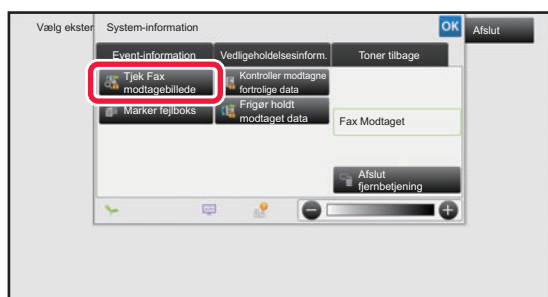 Vælg ekster
System-information
OK
Afslut
Event-information
Vedligeholdelsesinform.
Toner tilbage
Tjek Fax
modtagebillede
Kontroller modtagne
fortrolige data
Marker fejlboks
Frigør holdt
modtaget data
Fax Modtaget
Afslut
fjernbetjening